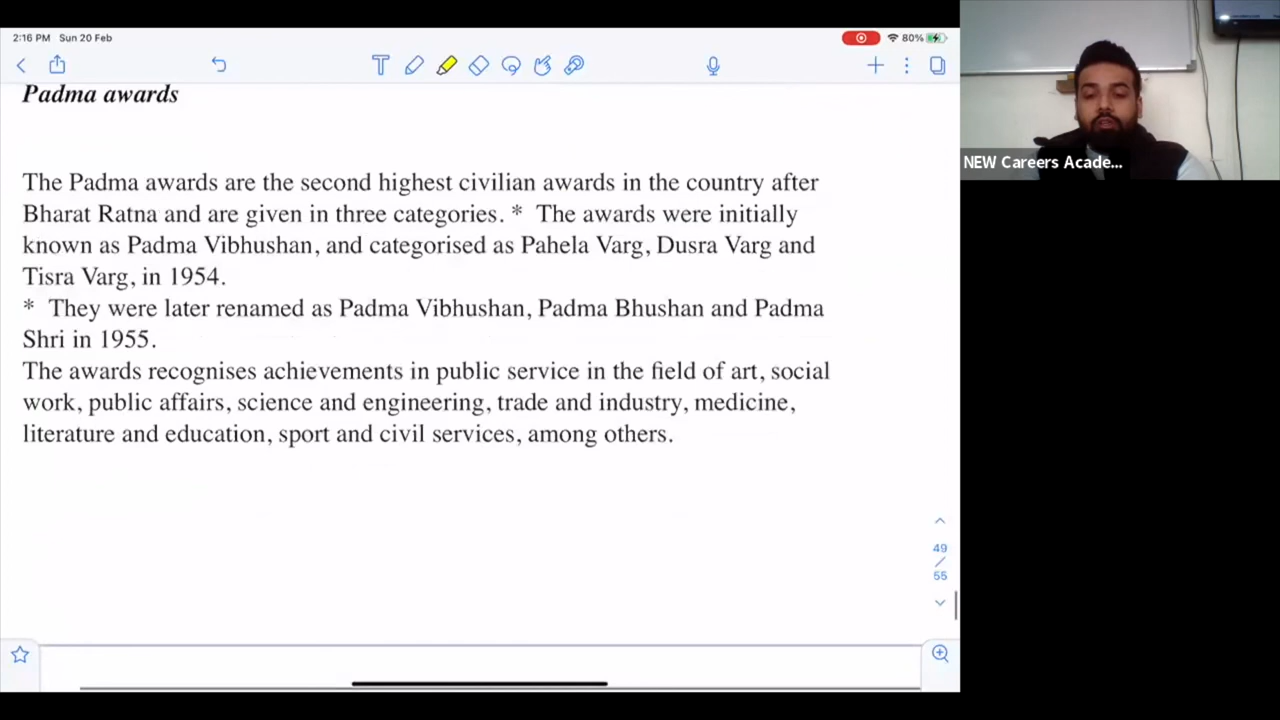 2:16 PM Sun 20 Feb
80%
Padma awards
The Padma awards are the second highest civilian awards in the country after
Bharat Ratna and are given in three categories. * The awards were initially
known as Padma Vibhushan, and categorised as Pahela Varg, Dusra Varg and
Tisra Varg, in 1954.
* They were later renamed as Padma Vibhushan, Padma Bhushan and Padma
Shri in 1955.
The awards recognises achievements in public service in the field of art, social
work, public affairs, science and engineering, trade and industry, medicine,
literature and education, sport and civil services, among others.
49
/
55
NEW Careers Acade...